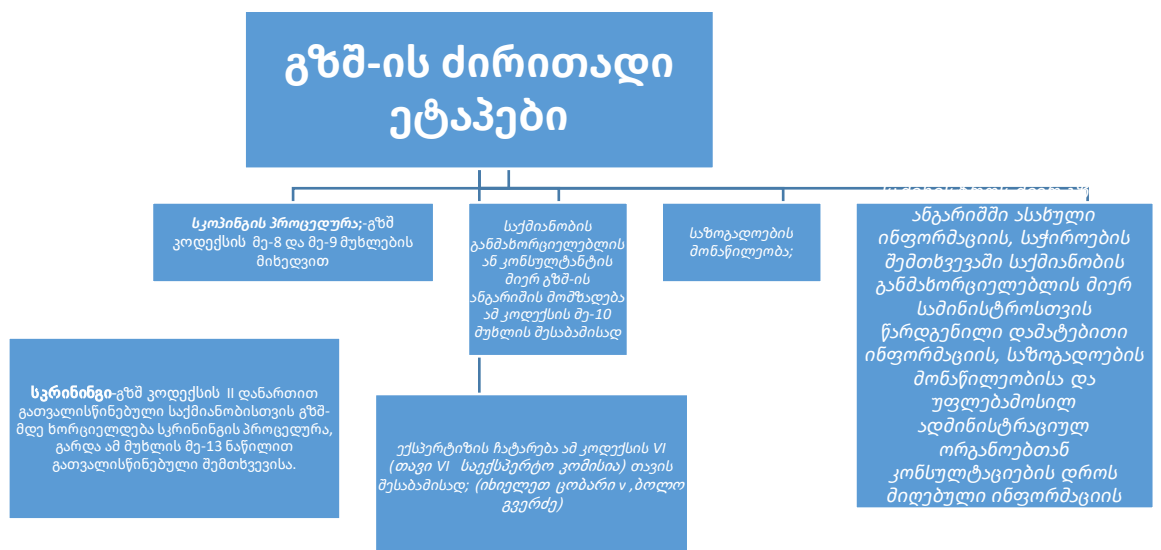 გზშ-ის ძირითადი
ეტაპები
სკოპინგის პროცედურა;-გზშ
კოდექსის მე-8 და მე-9 მუხლების
მიხედვით
საქმიანობის
განმახორციელებლის
ან კონსულტანტის
მიერ გზშ-ის
ანგარიშის მომზადება
ამ კოდექსის მე-10
მუხლის შესაბამისად
საზოგადოების
მონაწილეობა;
ანგარიშში ასახული
ინფორმაციის, საჭიროების
შემთხვევაში საქმიანობის
განმახორციელებლის მიერ
სამინისტროსთვის
წარდგენილი დამატებითი
ინფორმაციის, საზოგადოების
მონაწილეობისა და
უფლებამოსილ
ადმინისტრაციულ
ორგანოებთან
კონსულტაციების დროს
მიღებული ინფორმაციის
სკრინინგი-გზშ კოდექსის II დანართით
გათვალისწინებული საქმიანობისთვის გზშ-
მდე ხორციელდება სკრინინგის პროცედურა,
გარდა ამ მუხლის მე-13 ნაწილით
გათვალისწინებული შემთხვევისა.
ექსპერტიზის ჩატარება ამ კოდექსის VI
(თავი VI საექსპერტო კომისია) თავის
შესაბამისად; (იხიელეთ ცობარი v ,ბოლო
გვერძე)